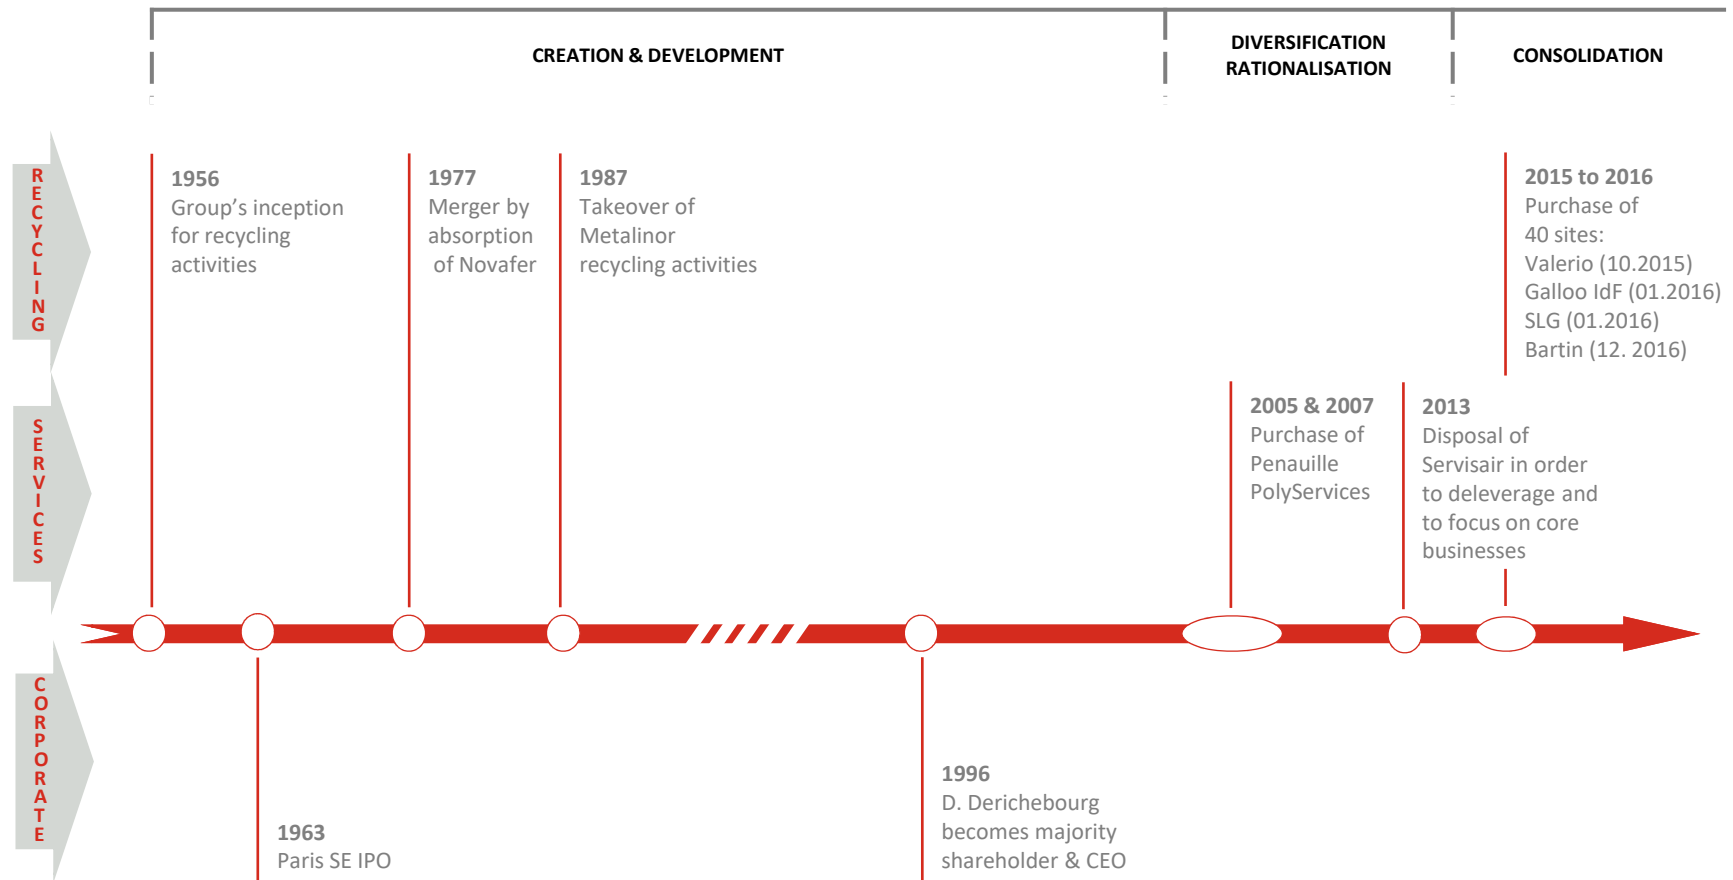 CREATION & DEVELOPMENT
DIVERSIFICATION
RATIONALISATION
CONSOLIDATION
RECYCLING
1956
Group's inception
for recycling
activities
1977
Merger by
absorption
of Novafer
1987
Takeover of
Metalinor
recycling activities
2015 to 2016
Purchase of
40 sites:
Valerio (10.2015)
Galloo IdF (01.2016)
SLG (01.2016)
Bartin (12. 2016)
SERVICES
2005 & 2007
Purchase of
Penauille
PolyServices
2013
Disposal of
Servisair in order
to deleverage and
to focus on core
businesses
CORPORATE
1963
Paris SE IPO
1996
D. Derichebourg
becomes majority
shareholder & CEO